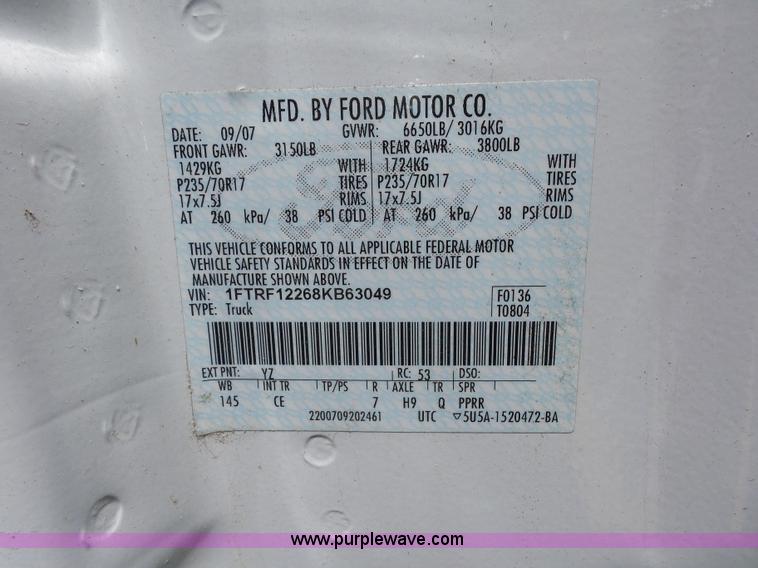 MFD. BY FORD MOTOR CO.
DATE: 09/07 GVWR: 6650LB/ 3016KG
FRONT GAWR: 3150LB REAR GAWR: 3800LB
1429KG WITH 1724KG WITH
P235/70R17 TIRES P235/70R17 TIRES
17x7.5J RIMS 17x7.5J RIMS
AT 260 kPa/ 38 PSI COLD AT 260 kPa/ 38 PSI COLD
THIS VEHICLE CONFORMS TO ALL APPLICABLE FEDERAL MOTOR
VEHICLE SAFETY STANDARDS IN EFFECT ON THE DATE OF
MANUFACTURE SHOWN ABOVE.
VIN: 1FTRF12268KB63049 F0136
TYPE: Truck T0804
EXT PNT: YZ RC: 53 DSO:
WB INT TR TP/PS R AXLE TR SPR
145 CE 7 H9 Q PPRR
2200709202461 UTC ▽5U5A-1520472-BA
www.purplewave.com